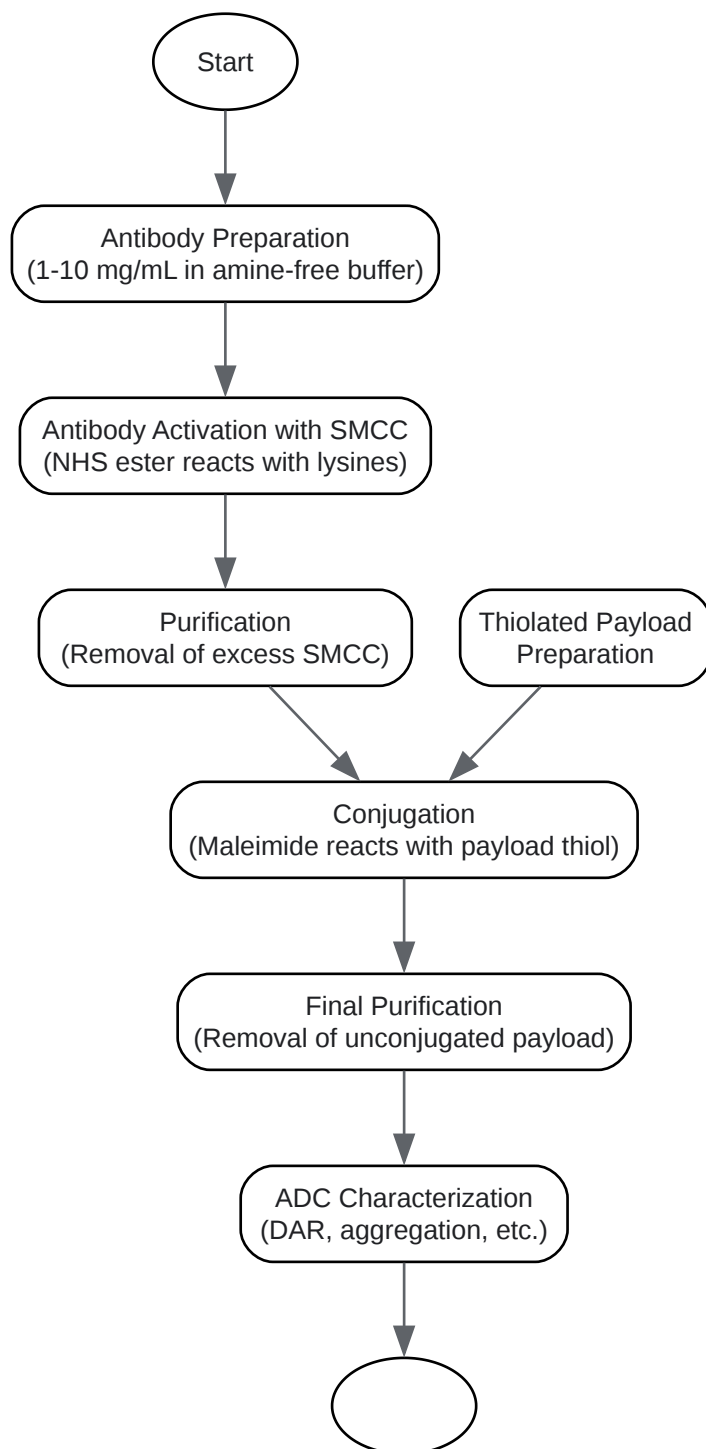 Start
Antibody Preparation
(1-10 mg/mL in amine-free buffer)
Antibody Activation with SMCC
(NHS ester reacts with lysines)
Purification
(Removal of excess SMCC)
Thiolated Payload
Preparation
Conjugation
(Maleimide reacts with payload thiol)
Final Purification
(Removal of unconjugated payload)
ADC Characterization
(DAR, aggregation, etc.)